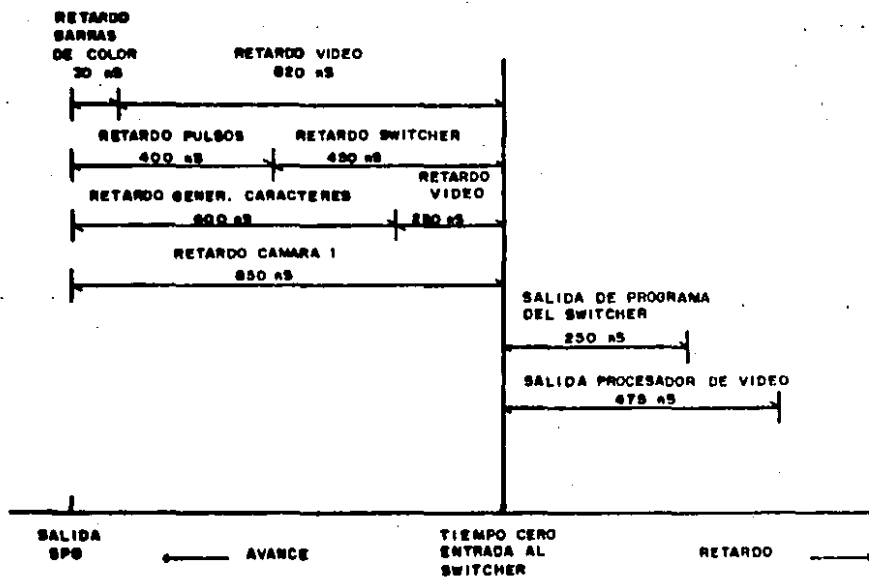 RETARDO
BARRAS
DE COLOR
30 nS
RETARDO VIDEO
820 nS
RETARDO PULSOS
400 nS
RETARDO SWITCHER
450 nS
RETARDO GENER. CARACTERES
600 nS
RETARDO
VIDEO
250 nS
RETARDO CAMARA 1
850 nS
SALIDA DE PROGRAMA
DEL SWITCHER
250 nS
SALIDA PROCESADOR DE VIDEO
475 nS
SALIDA
SPG
AVANCE
TIEMPO CERO
ENTRADA AL
SWITCHER
RETARDO